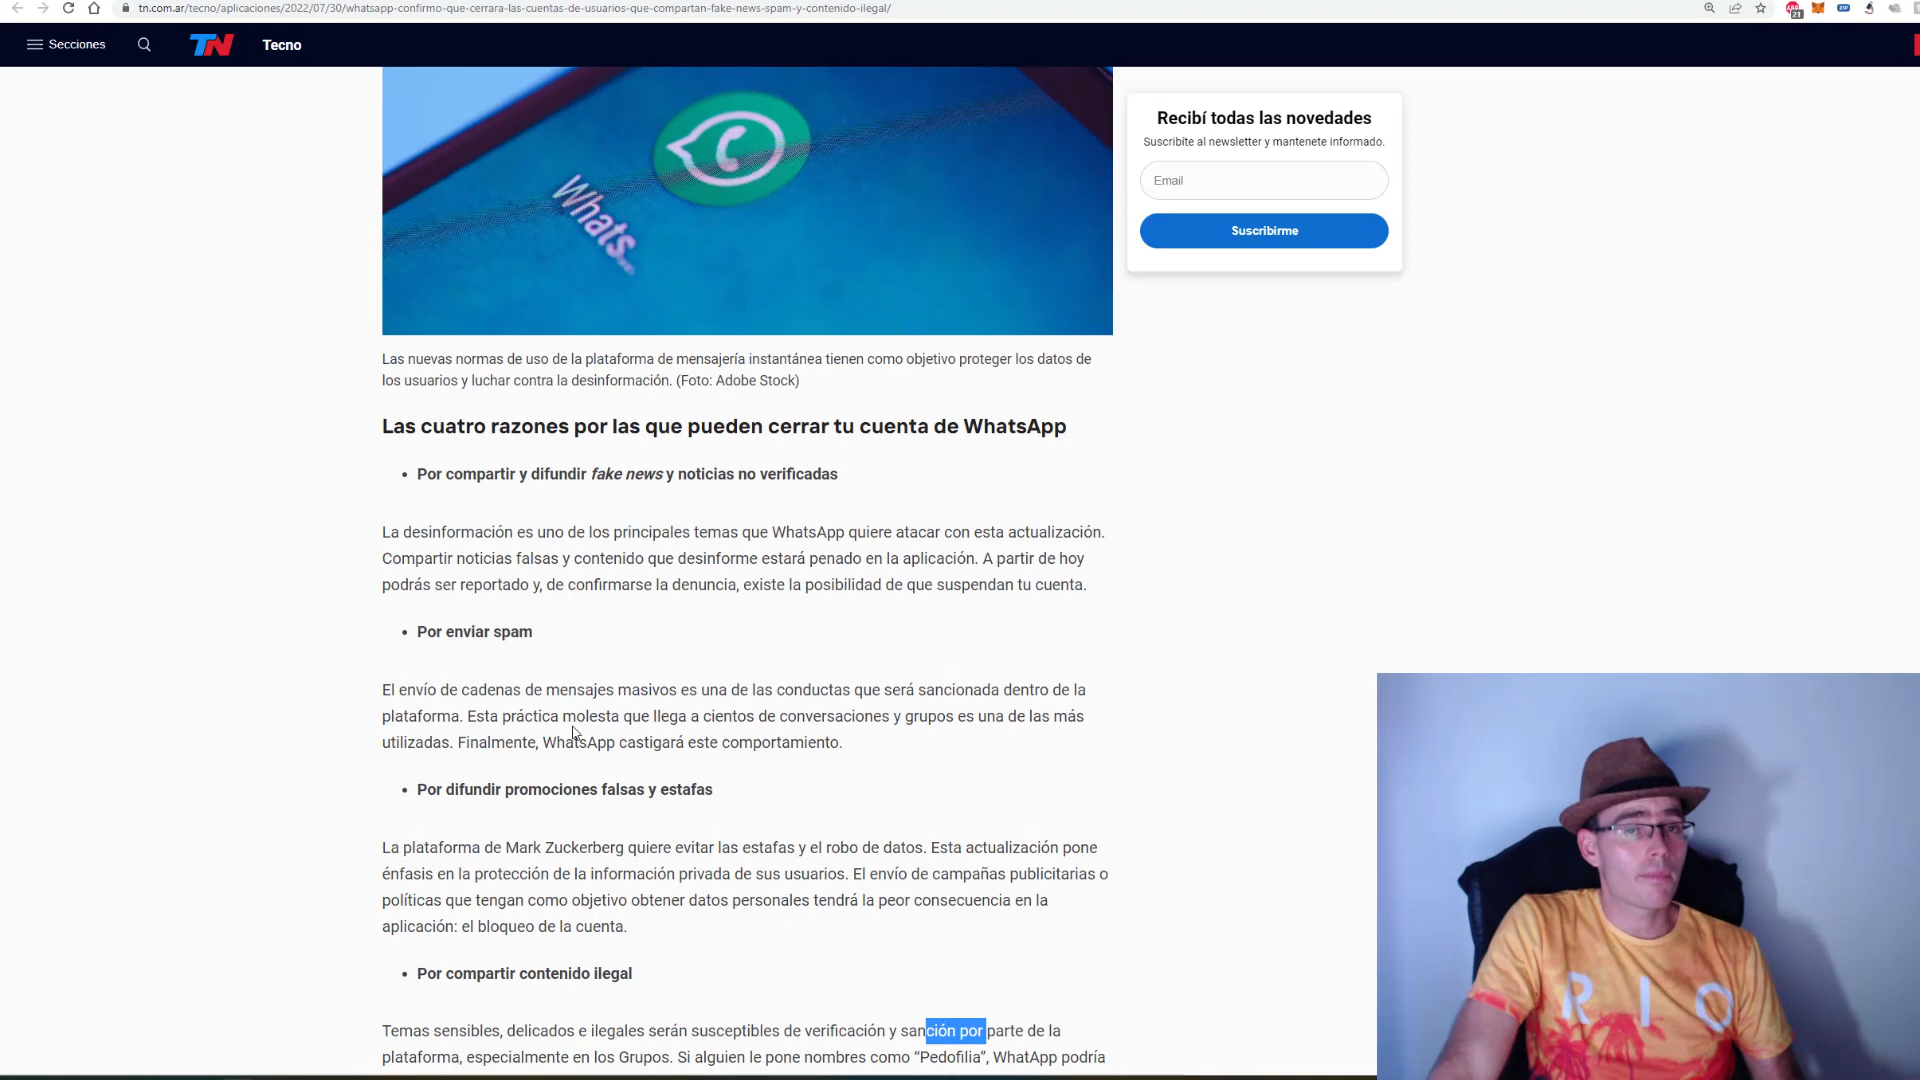 tn.com.ar/tecno/aplicaciones/2022/07/30/whatsapp-confirmo-que-cerrara-las-cuentas-de-usuarios-que-compartan-fake-news-spam-y-contenido-ilegal/
21
ZIP
Secciones
TN
Tecno
Whats...
Recibí todas las novedades
Suscribite al newsletter y mantenete informado.
Email
Suscribirme
Las nuevas normas de uso de la plataforma de mensajería instantánea tienen como objetivo proteger los datos de
los usuarios y luchar contra la desinformación. (Foto: Adobe Stock)
Las cuatro razones por las que pueden cerrar tu cuenta de WhatsApp
• Por compartir y difundir fake news y noticias no verificadas
La desinformación es uno de los principales temas que WhatsApp quiere atacar con esta actualización.
Compartir noticias falsas y contenido que desinforme estará penado en la aplicación. A partir de hoy
podrás ser reportado y, de confirmarse la denuncia, existe la posibilidad de que suspendan tu cuenta.
• Por enviar spam
El envío de cadenas de mensajes masivos es una de las conductas que será sancionada dentro de la
plataforma. Esta práctica molesta que llega a cientos de conversaciones y grupos es una de las más
utilizadas. Finalmente, WhatsApp castigará este comportamiento.
• Por difundir promociones falsas y estafas
La plataforma de Mark Zuckerberg quiere evitar las estafas y el robo de datos. Esta actualización pone
énfasis en la protección de la información privada de sus usuarios. El envío de campañas publicitarias o
políticas que tengan como objetivo obtener datos personales tendrá la peor consecuencia en la
aplicación: el bloqueo de la cuenta.
• Por compartir contenido ilegal
Temas sensibles, delicados e ilegales serán susceptibles de verificación y sanción por parte de la
plataforma, especialmente en los Grupos. Si alguien le pone nombres como “Pedofilia”, WhatApp podría
RIO